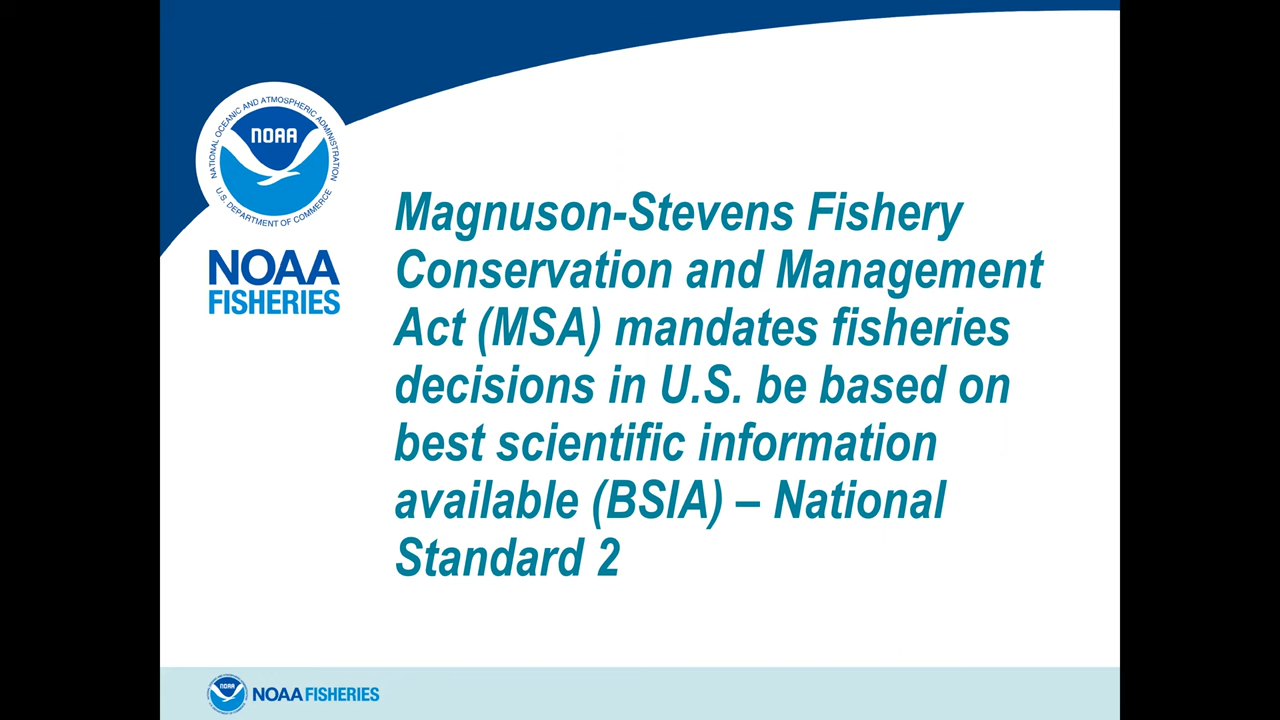 NATIONAL OCEANIC AND ATMOSPHERIC ADMINISTRATION
NOAA
U.S. DEPARTMENT OF COMMERCE
NOAA
FISHERIES
Magnuson-Stevens Fishery
Conservation and Management
Act (MSA) mandates fisheries
decisions in U.S. be based on
best scientific information
available (BSIA) – National
Standard 2
NOAA
NOAA FISHERIES